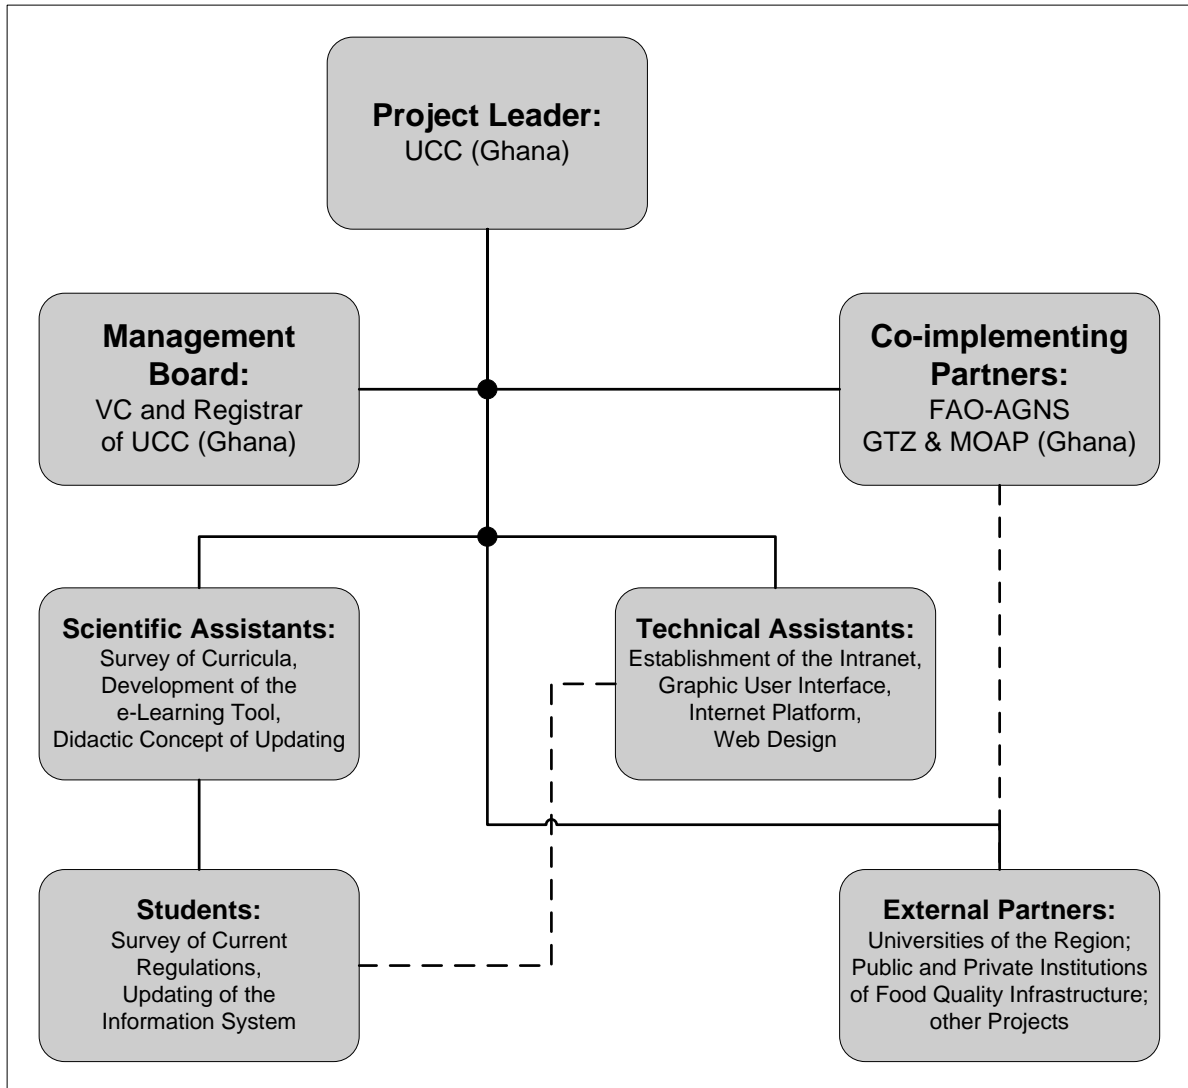 Project Leader:
UCC (Ghana)
Management
Board:
VC and Registrar
of UCC (Ghana)
Co-implementing
Partners:
FAO-AGNS
GTZ & MOAP (Ghana)
Scientific Assistants:
Survey of Curricula,
Development of the
e-Learning Tool,
Didactic Concept of Updating
Technical Assistants:
Establishment of the Intranet,
Graphic User Interface,
Internet Platform,
Web Design
Students:
Survey of Current
Regulations,
Updating of the
Information System
External Partners:
Universities of the Region;
Public and Private Institutions
of Food Quality Infrastructure;
other Projects